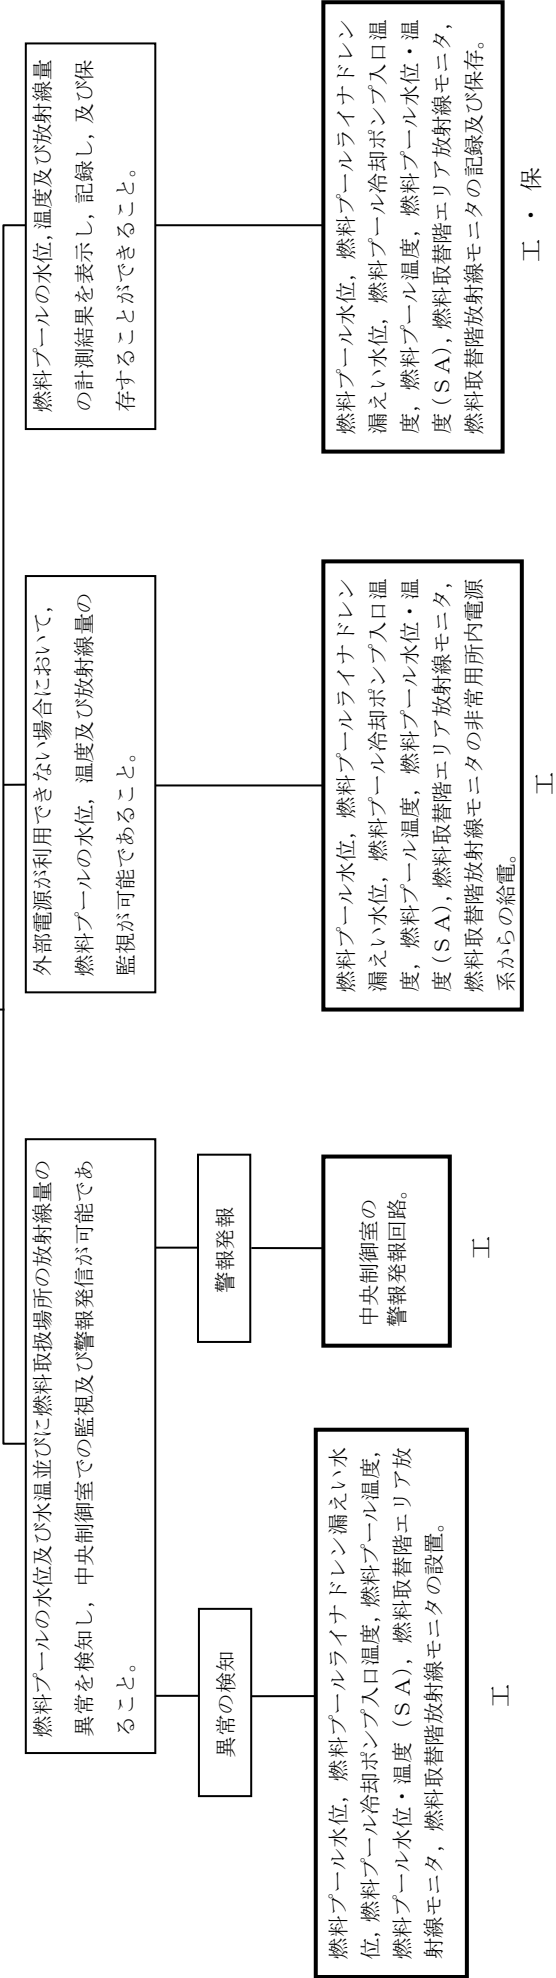 燃料プールの水位及び水温並びに燃料取扱場所の放射線量の
異常を検知し，中央制御室での監視及び警報発信が可能であ
ること。
異常の検知
燃料プール水位，燃料プールライナドレン漏えい水
位，燃料プール冷却ポンプ入口温度，燃料プール温度，
燃料プール水位・温度（ＳＡ），燃料取替階エリア放
射線モニタ，燃料取替階放射線モニタの設置。
工
警報発報
中央制御室の
警報発報回路。
工
外部電源が利用できない場合において，
燃料プールの水位，温度及び放射線量の
監視が可能であること。
燃料プール水位，燃料プールライナドレン
漏えい水位，燃料プール冷却ポンプ入口温
度，燃料プール温度，燃料プール水位・温
度（ＳＡ），燃料取替階エリア放射線モニタ，
燃料取替階放射線モニタの非常用所内電源
系からの給電。
工
燃料プールの水位，温度及び放射線量
の計測結果を表示し，記録し，及び保
存することができること。
燃料プール水位，燃料プールライナドレン
漏えい水位，燃料プール冷却ポンプ入口温
度，燃料プール温度，燃料プール水位・温
度（ＳＡ），燃料取替階エリア放射線モニタ，
燃料取替階放射線モニタの記録及び保存。
工・保